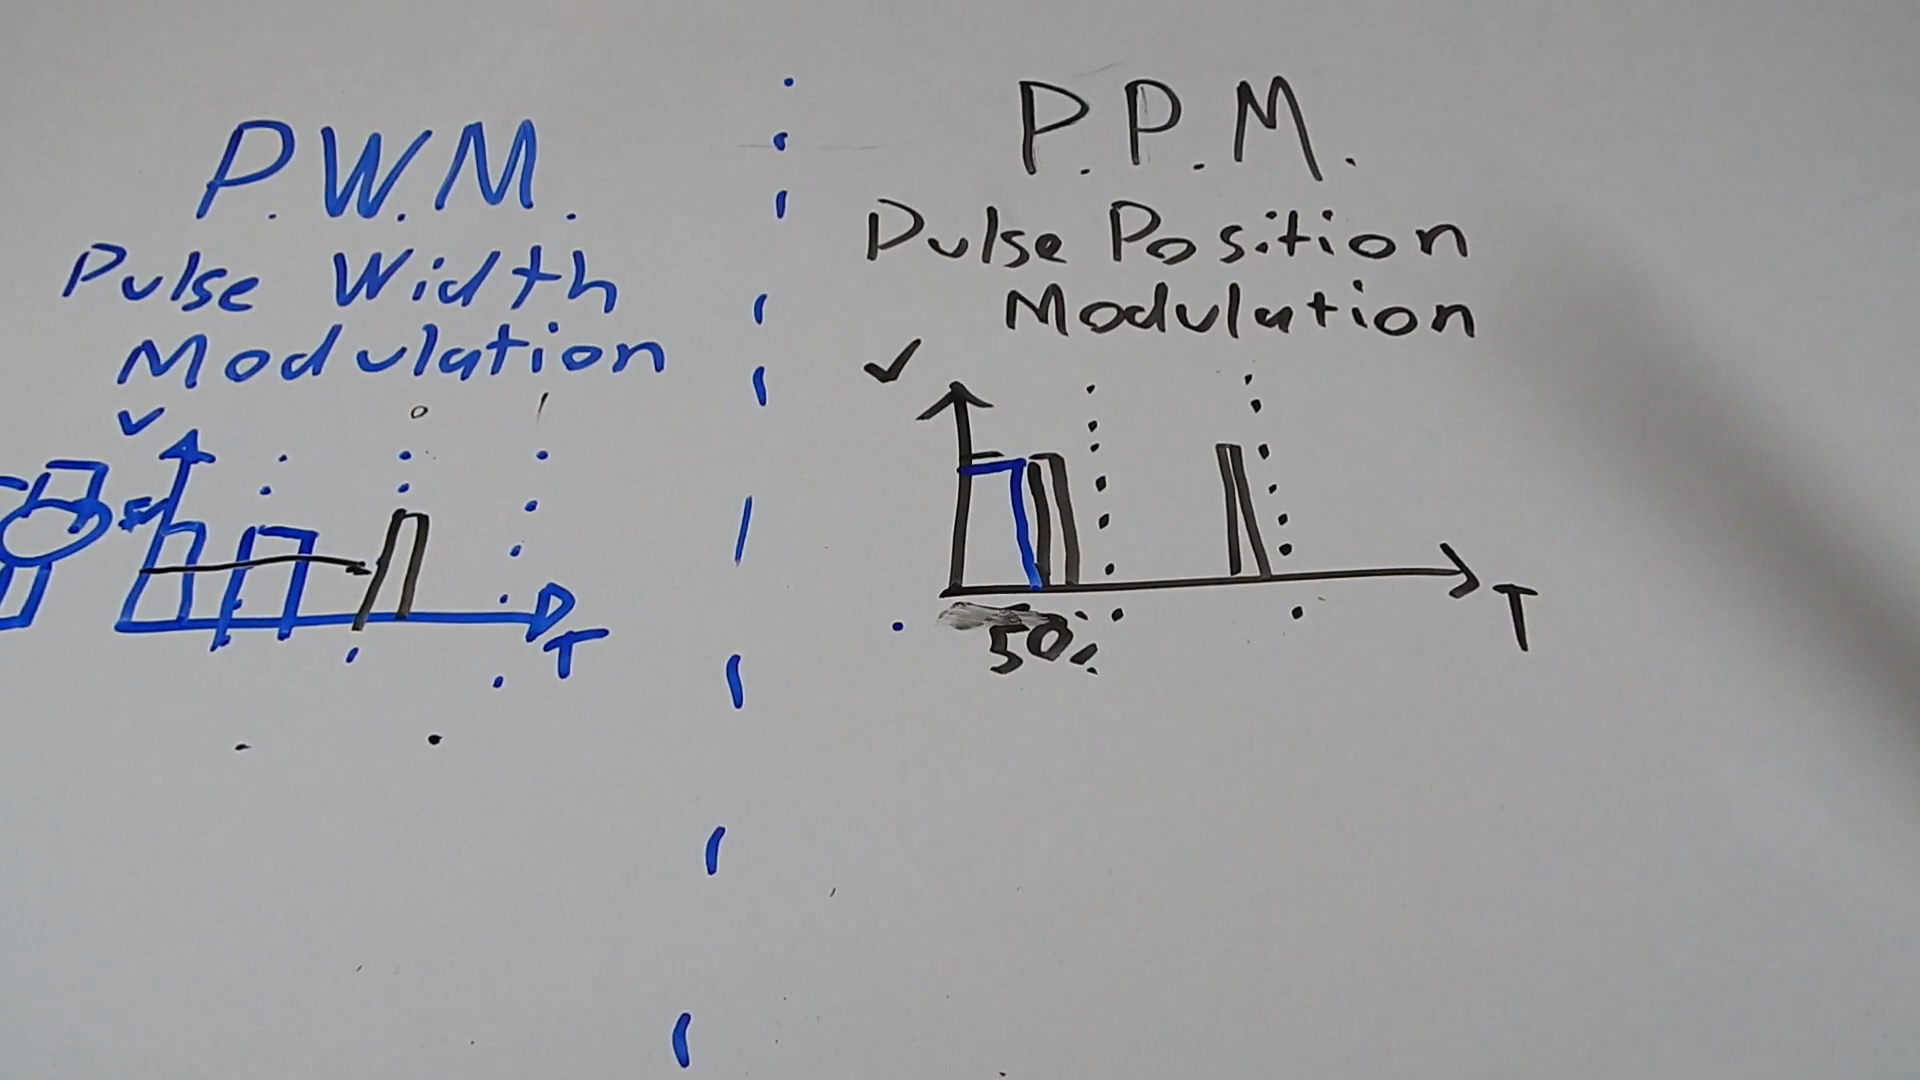 P.W.M.
Pulse Width
Modulation
V
T
P.P.M.
Pulse Position
Modulation
V
T
50%